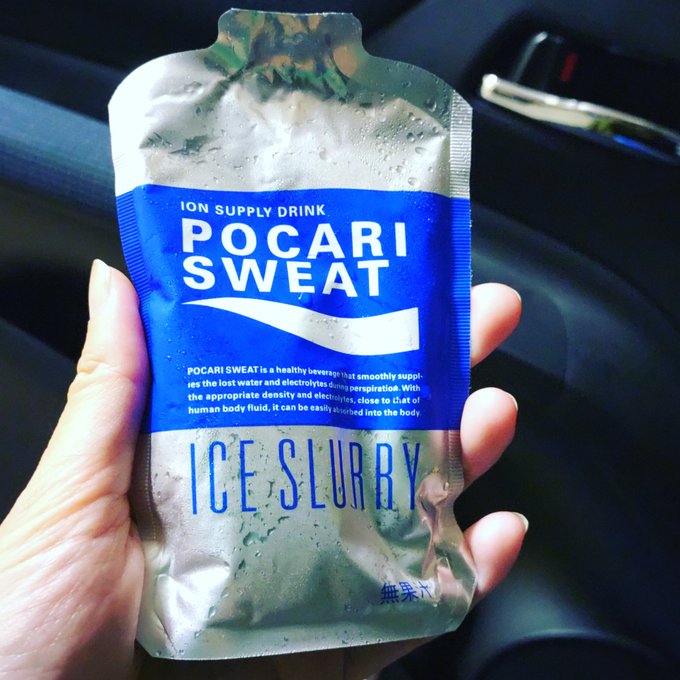 ION SUPPLY DRINK
POCARI
SWEAT
POCARI SWEAT is a healthy beverage that smoothly suppl-
ies the lost water and electrolytes during perspiration. With
the appropriate density and electrolytes, close to that of
human body fluid, it can be easily absorbed into the body.
ICE SLURRY
無果汁